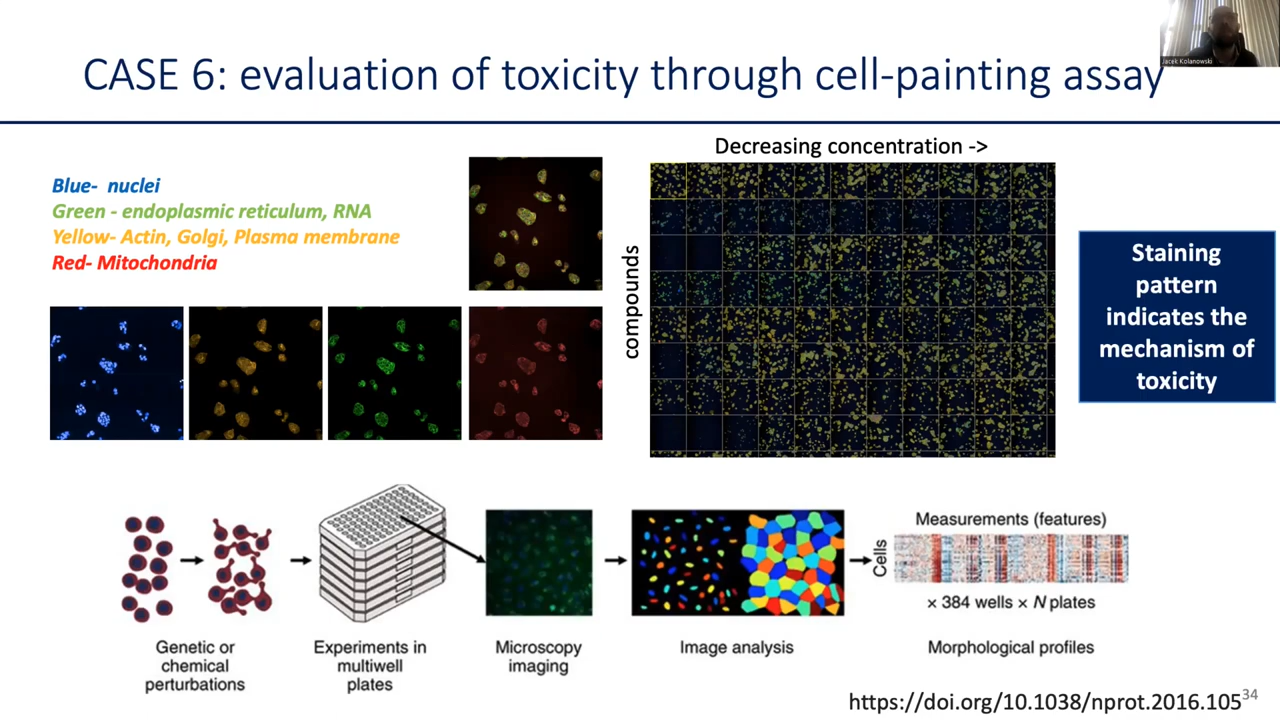 Jacek Kolanowski
CASE 6: evaluation of toxicity through cell-painting assay
Decreasing concentration ->
Blue- nuclei
Green - endoplasmic reticulum, RNA
Yellow- Actin, Golgi, Plasma membrane
Red- Mitochondria
compounds
Staining
pattern
indicates the
mechanism of
toxicity
Measurements (features)
Cells
× 384 wells × N plates
Genetic or
chemical
perturbations
Experiments in
multiwell
plates
Microscopy
imaging
Image analysis
Morphological profiles
https://doi.org/10.1038/nprot.2016.105
34